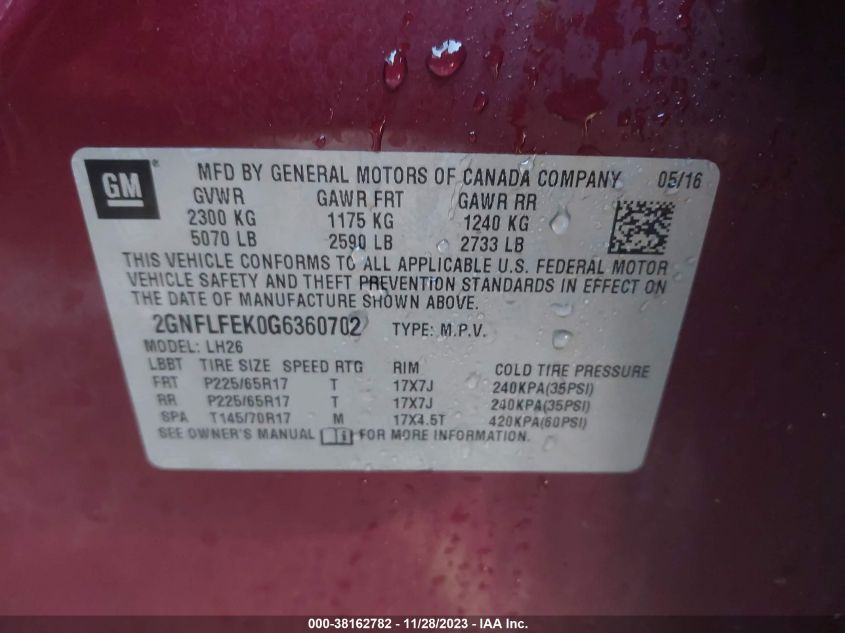 GM ® MFD BY GENERAL MOTORS OF CANADA COMPANY 05/16
GVWR GAWR FRT GAWR RR
2300 KG 1175 KG 1240 KG
5070 LB 2590 LB 2733 LB
THIS VEHICLE CONFORMS TO ALL APPLICABLE U.S. FEDERAL MOTOR
VEHICLE SAFETY AND THEFT PREVENTION STANDARDS IN EFFECT ON
THE DATE OF MANUFACTURE SHOWN ABOVE.
2GNFLFEK0G6360702 TYPE: M.P.V.
MODEL: LH26
LBBT TIRE SIZE SPEED RTG RIM COLD TIRE PRESSURE
FRT P225/65R17 T 17X7J 240KPA(35PSI)
RR P225/65R17 T 17X7J 240KPA(35PSI)
SPA T145/70R17 M 17X4.5T 420KPA(60PSI)
SEE OWNER'S MANUAL FOR MORE INFORMATION.
000-38162782 - 11/28/2023 - IAA Inc.